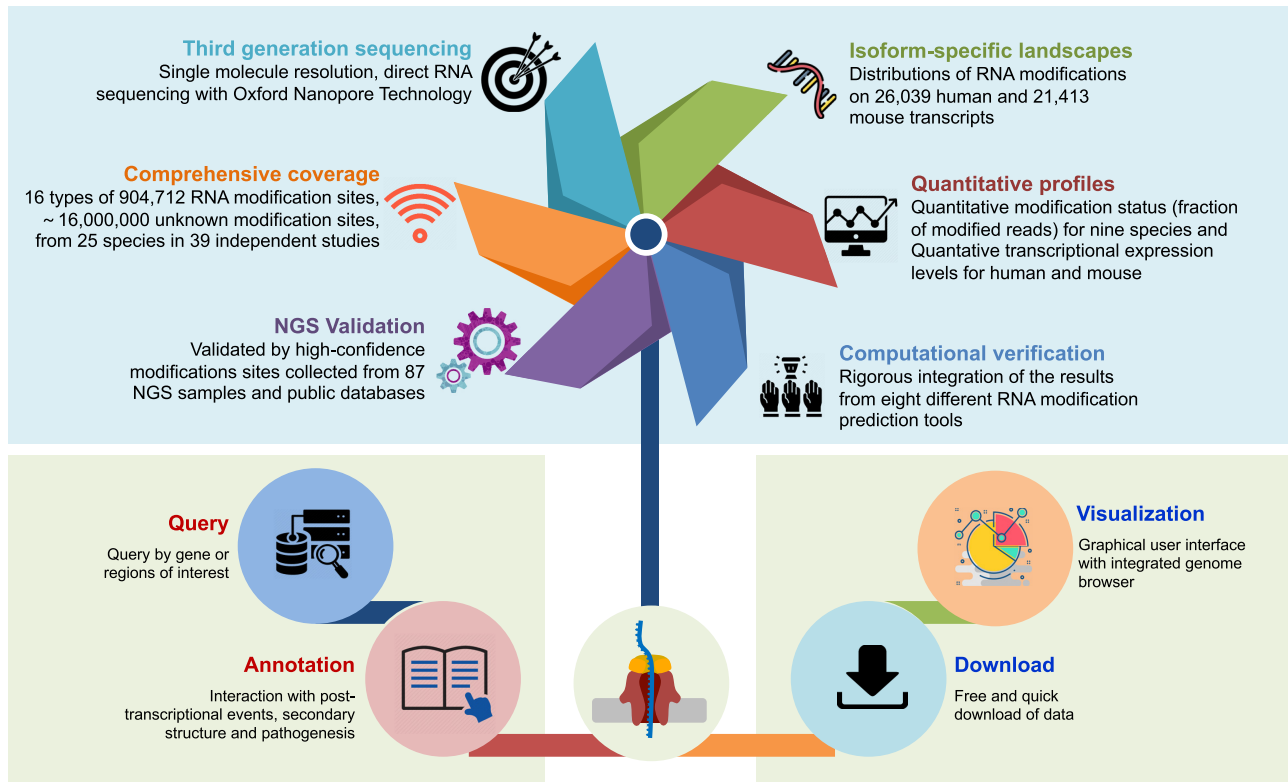 Third generation sequencing
Single molecule resolution, direct RNA
sequencing with Oxford Nanopore Technology
Comprehensive coverage
16 types of 904,712 RNA modification sites,
~ 16,000,000 unknown modification sites,
from 25 species in 39 independent studies
NGS Validation
Validated by high-confidence
modifications sites collected from 87
NGS samples and public databases
Isoform-specific landscapes
Distributions of RNA modifications
on 26,039 human and 21,413
mouse transcripts
Quantitative profiles
Quantitative modification status (fraction
of modified reads) for nine species and
Quantative transcriptional expression
levels for human and mouse
Computational verification
Rigorous integration of the results
from eight different RNA modification
prediction tools
Query
Query by gene or
regions of interest
Annotation
Interaction with post-
transcriptional events, secondary
structure and pathogenesis
Visualization
Graphical user interface
with integrated genome
browser
Download
Free and quick
download of data